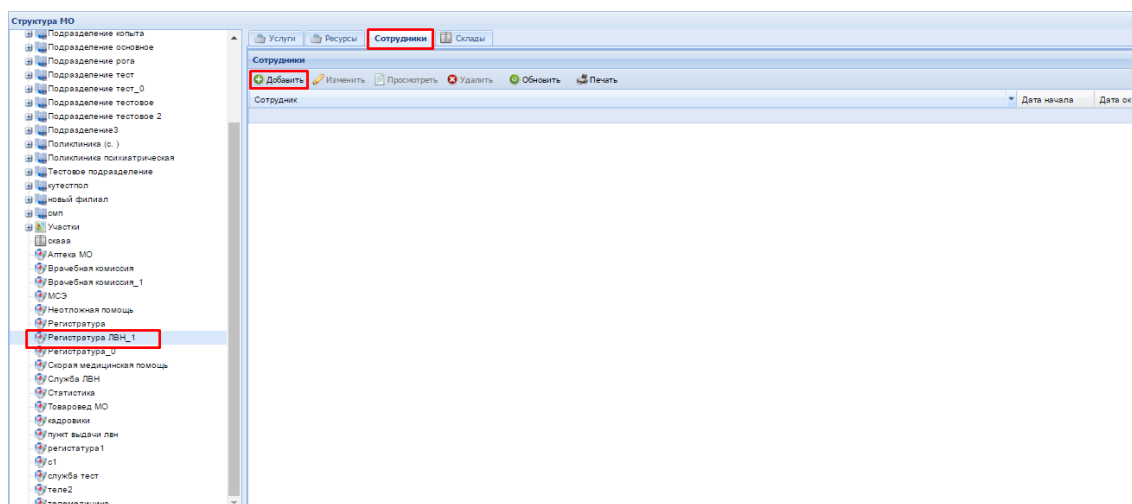 Структура МО
Подразделение копыта
Подразделение основное
Подразделение рога
Подразделение тест
Подразделение тест_0
Подразделение тестовое
Подразделение тестовое 2
Подразделение3
Поликлиника (с. )
Поликлиника психиатрическая
Тестовое подразделение
кутестпол
новый филиал
смп
Участки
скааа
Аптека МО
Врачебная комиссия
Врачебная комиссия_1
МСЭ
Неотложная помощь
Регистратура
Регистратура ЛВН_1
Регистратура_0
Скорая медицинская помощь
Служба ЛВН
Статистика
Товаровед МО
кадровики
пункт выдачи лвн
регистатура1
с1
служба тест
теле2
телемедицина
Услуги Ресурсы Сотрудники Склады
Сотрудники
Добавить Изменить Просмотреть Удалить Обновить Печать
Сотрудник Дата начала Дата ок